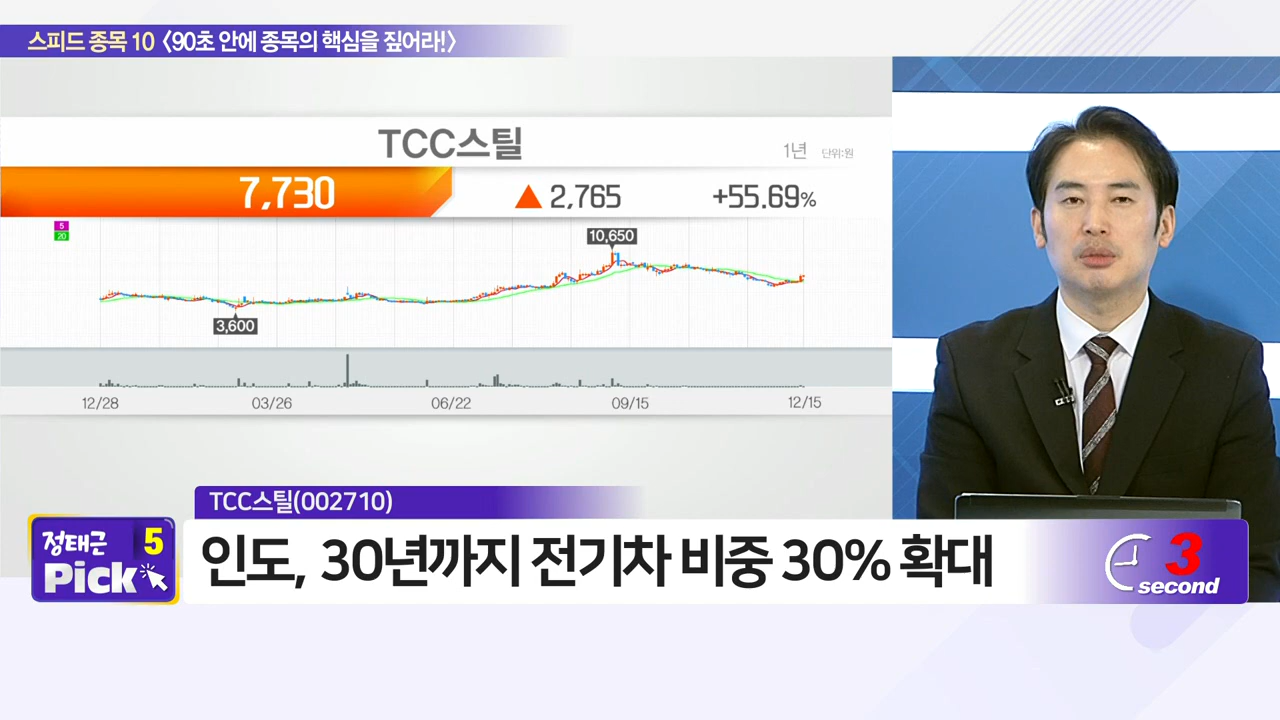 스피드 종목 10 〈90초 안에 종목의 핵심을 짚어라!〉
TCC스틸
1년 단위:원
7,730 ▲ 2,765 +55.69%
5
20
10,650
3,600
12/28 03/26 06/22 09/15 12/15
TCC스틸(002710)
정태근 5
Pick
인도, 30년까지 전기차 비중 30% 확대
3
second